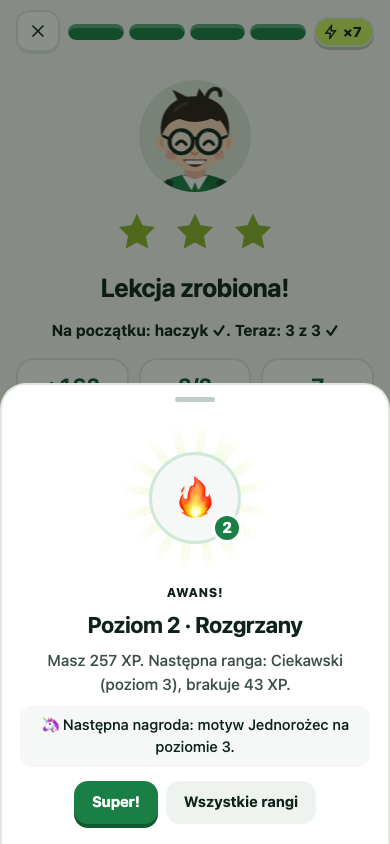 ×7
Lekcja zrobiona!
Na początku: haczyk ✓. Teraz: 3 z 3 ✓
2
AWANS!
Poziom 2 · Rozgrzany
Masz 257 XP. Następna ranga: Ciekawski
(poziom 3), brakuje 43 XP.
🦄 Następna nagroda: motyw Jednorożec na
poziomie 3.
Super!
Wszystkie rangi